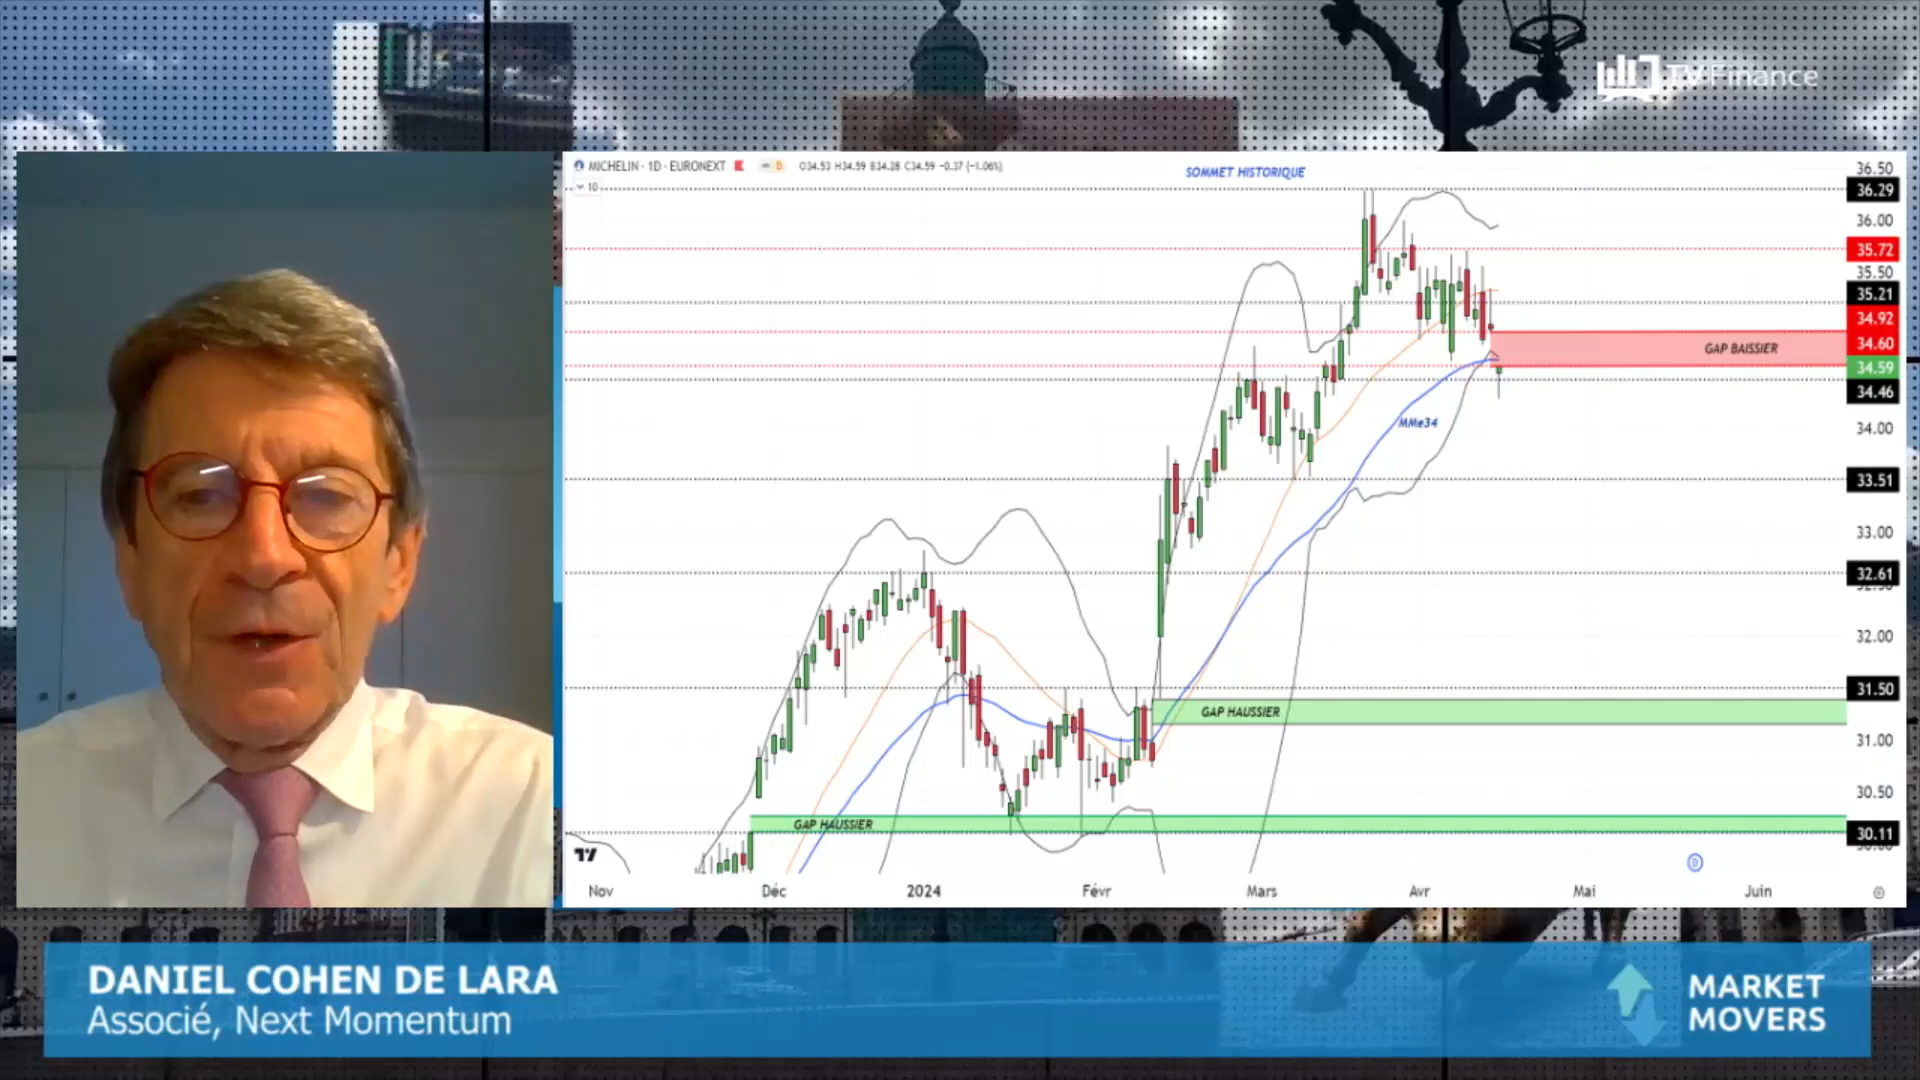 TVFinance
MICHELIN · 1D · EURONEXT
D
O34.53 H34.59 B34.28 C34.59 −0.37 (−1.06%)
10
SOMMET HISTORIQUE
36.50
36.29
36.00
35.72
35.50
35.21
34.92
34.60
34.59
34.46
34.00
33.51
33.00
32.61
32.00
31.50
31.00
30.50
30.11
GAP BAISSIER
MMe34
GAP HAUSSIER
GAP HAUSSIER
D
Nov
Déc
2024
Févr
Mars
Avr
Mai
Juin
DANIEL COHEN DE LARA
Associé, Next Momentum
MARKET
MOVERS